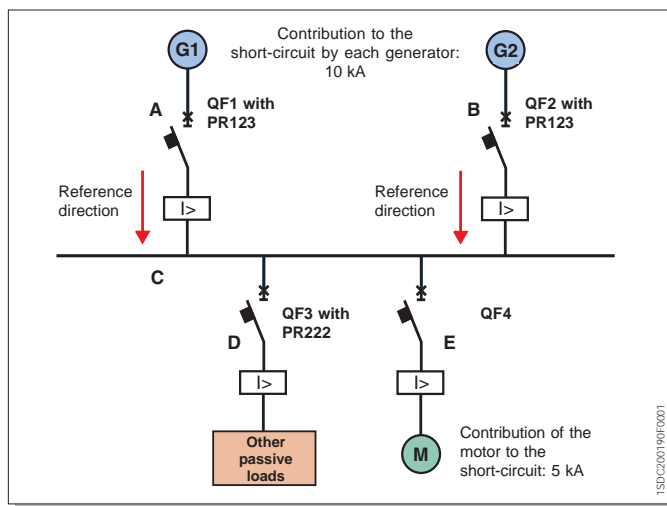 G1
Contribution to the
short-circuit by each generator:
10 kA
G2
A
QF1 with
PR123
B
QF2 with
PR123
Reference
direction
I>
Reference
direction
I>
C
QF3 with
PR222
D
QF4
E
I>
I>
Other
passive
loads
M
Contribution of the
motor to the
short-circuit: 5 kA
1SDC200190F0001